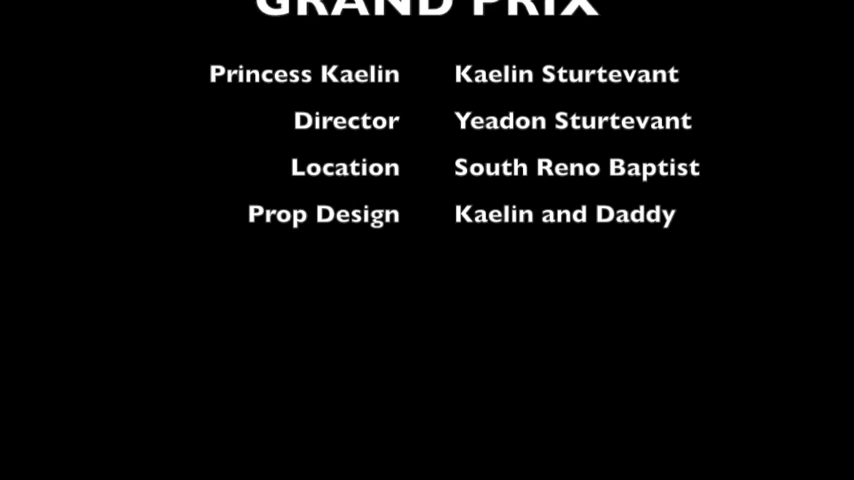 GRAND PRIX
Princess Kaelin Kaelin Sturtevant
Director Yeadon Sturtevant
Location South Reno Baptist
Prop Design Kaelin and Daddy